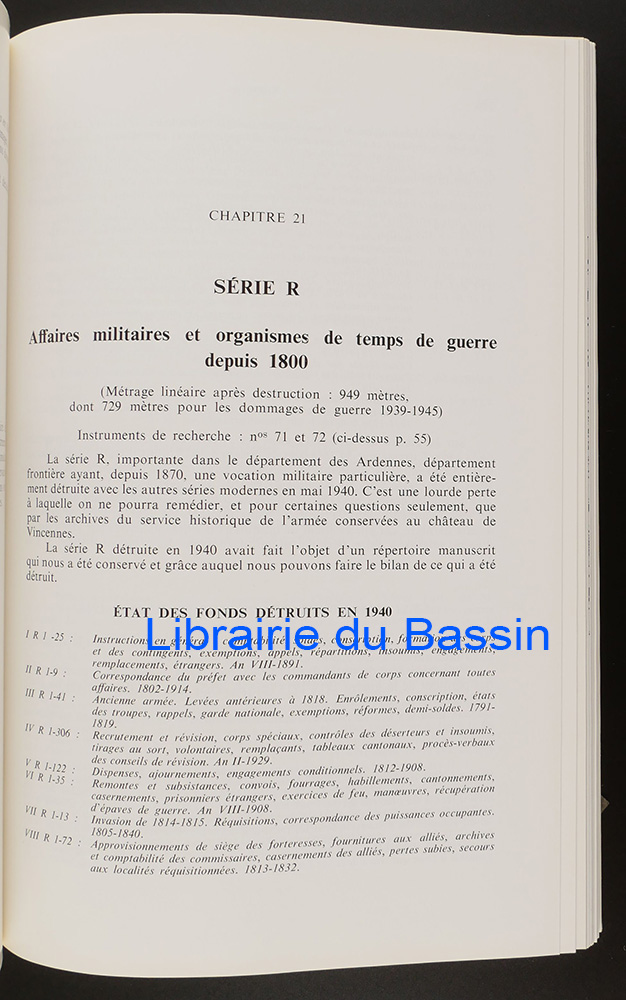 CHAPITRE 21
SÉRIE R
Affaires militaires et organismes de temps de guerre
depuis 1800
(Métrage linéaire après destruction : 949 mètres,
dont 729 mètres pour les dommages de guerre 1939-1945)
Instruments de recherche : nos 71 et 72 (ci-dessus p. 55)
La série R, importante dans le département des Ardennes, département
frontière ayant, depuis 1870, une vocation militaire particulière, a été entière-
ment détruite avec les autres séries modernes en mai 1940. C'est une lourde perte
à laquelle on ne pourra remédier, et pour certaines questions seulement, que
par les archives du service historique de l'armée conservées au château de
Vincennes.
La série R détruite en 1940 avait fait l'objet d'un répertoire manuscrit
qui nous a été conservé et grâce auquel nous pouvons faire le bilan de ce qui a été
détruit.
ÉTAT DES FONDS DÉTRUITS EN 1940
I R 1-25 : Instructions en général, comptabilité, soldes, conscription, formation des corps
Librairie du Bassin
et des contingents, exemptions, appels, répartitions, insoumis, engagements,
remplacements, étrangers. An VIII-1891.
II R 1-9 : Correspondance du préfet avec les commandants de corps concernant toutes
affaires. 1802-1914.
III R 1-41 : Ancienne armée. Levées antérieures à 1818. Enrôlements, conscription, états
des troupes, rappels, garde nationale, exemptions, réformes, demi-soldes. 1791-
1819.
IV R 1-306 : Recrutement et révision, corps spéciaux, contrôles des déserteurs et insoumis,
tirages au sort, volontaires, remplaçants, tableaux cantonaux, procès-verbaux
des conseils de révision. An II-1929.
V R 1-122 : Dispenses, ajournements, engagements conditionnels. 1812-1908.
VI R 1-35 : Remontes et subsistances, convois, fourrages, habillements, cantonnements,
casernements, prisonniers étrangers, exercices de feu, manœuvres, récupération
d'épaves de guerre. An VIII-1908.
VII R 1-13 : Invasion de 1814-1815. Réquisitions, correspondance des puissances occupantes.
1805-1840.
VIII R 1-72 : Approvisionnements de siège des forteresses, fournitures aux alliés, archives
et comptabilité des commissaires, casernements des alliés, pertes subies, secours
aux localités réquisitionnées. 1813-1832.